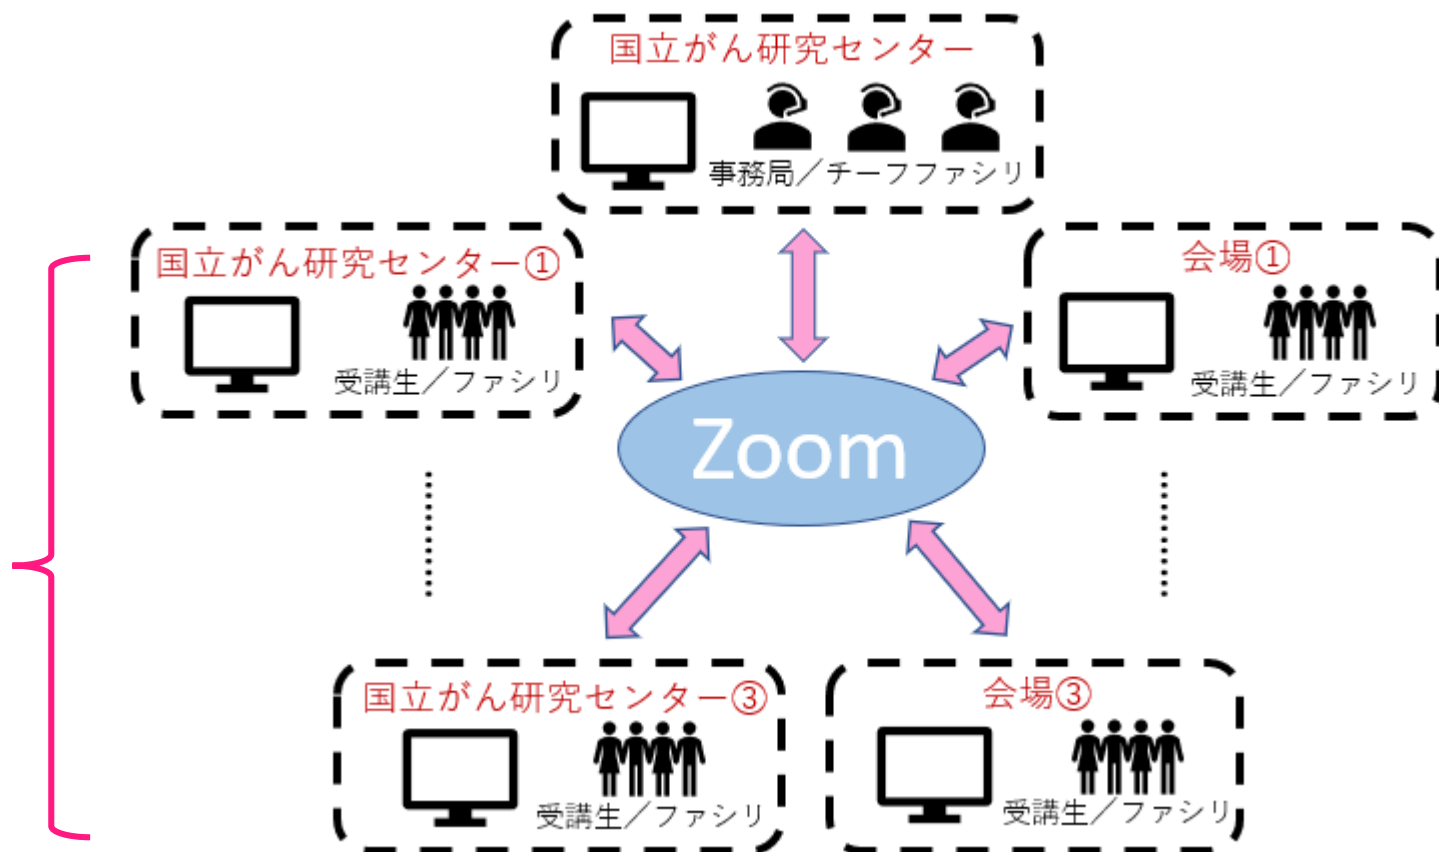 国立がん研究センター
事務局／チーフファシリ
国立がん研究センター①
受講生／ファシリ
会場①
受講生／ファシリ
Zoom
国立がん研究センター③
受講生／ファシリ
会場③
受講生／ファシリ